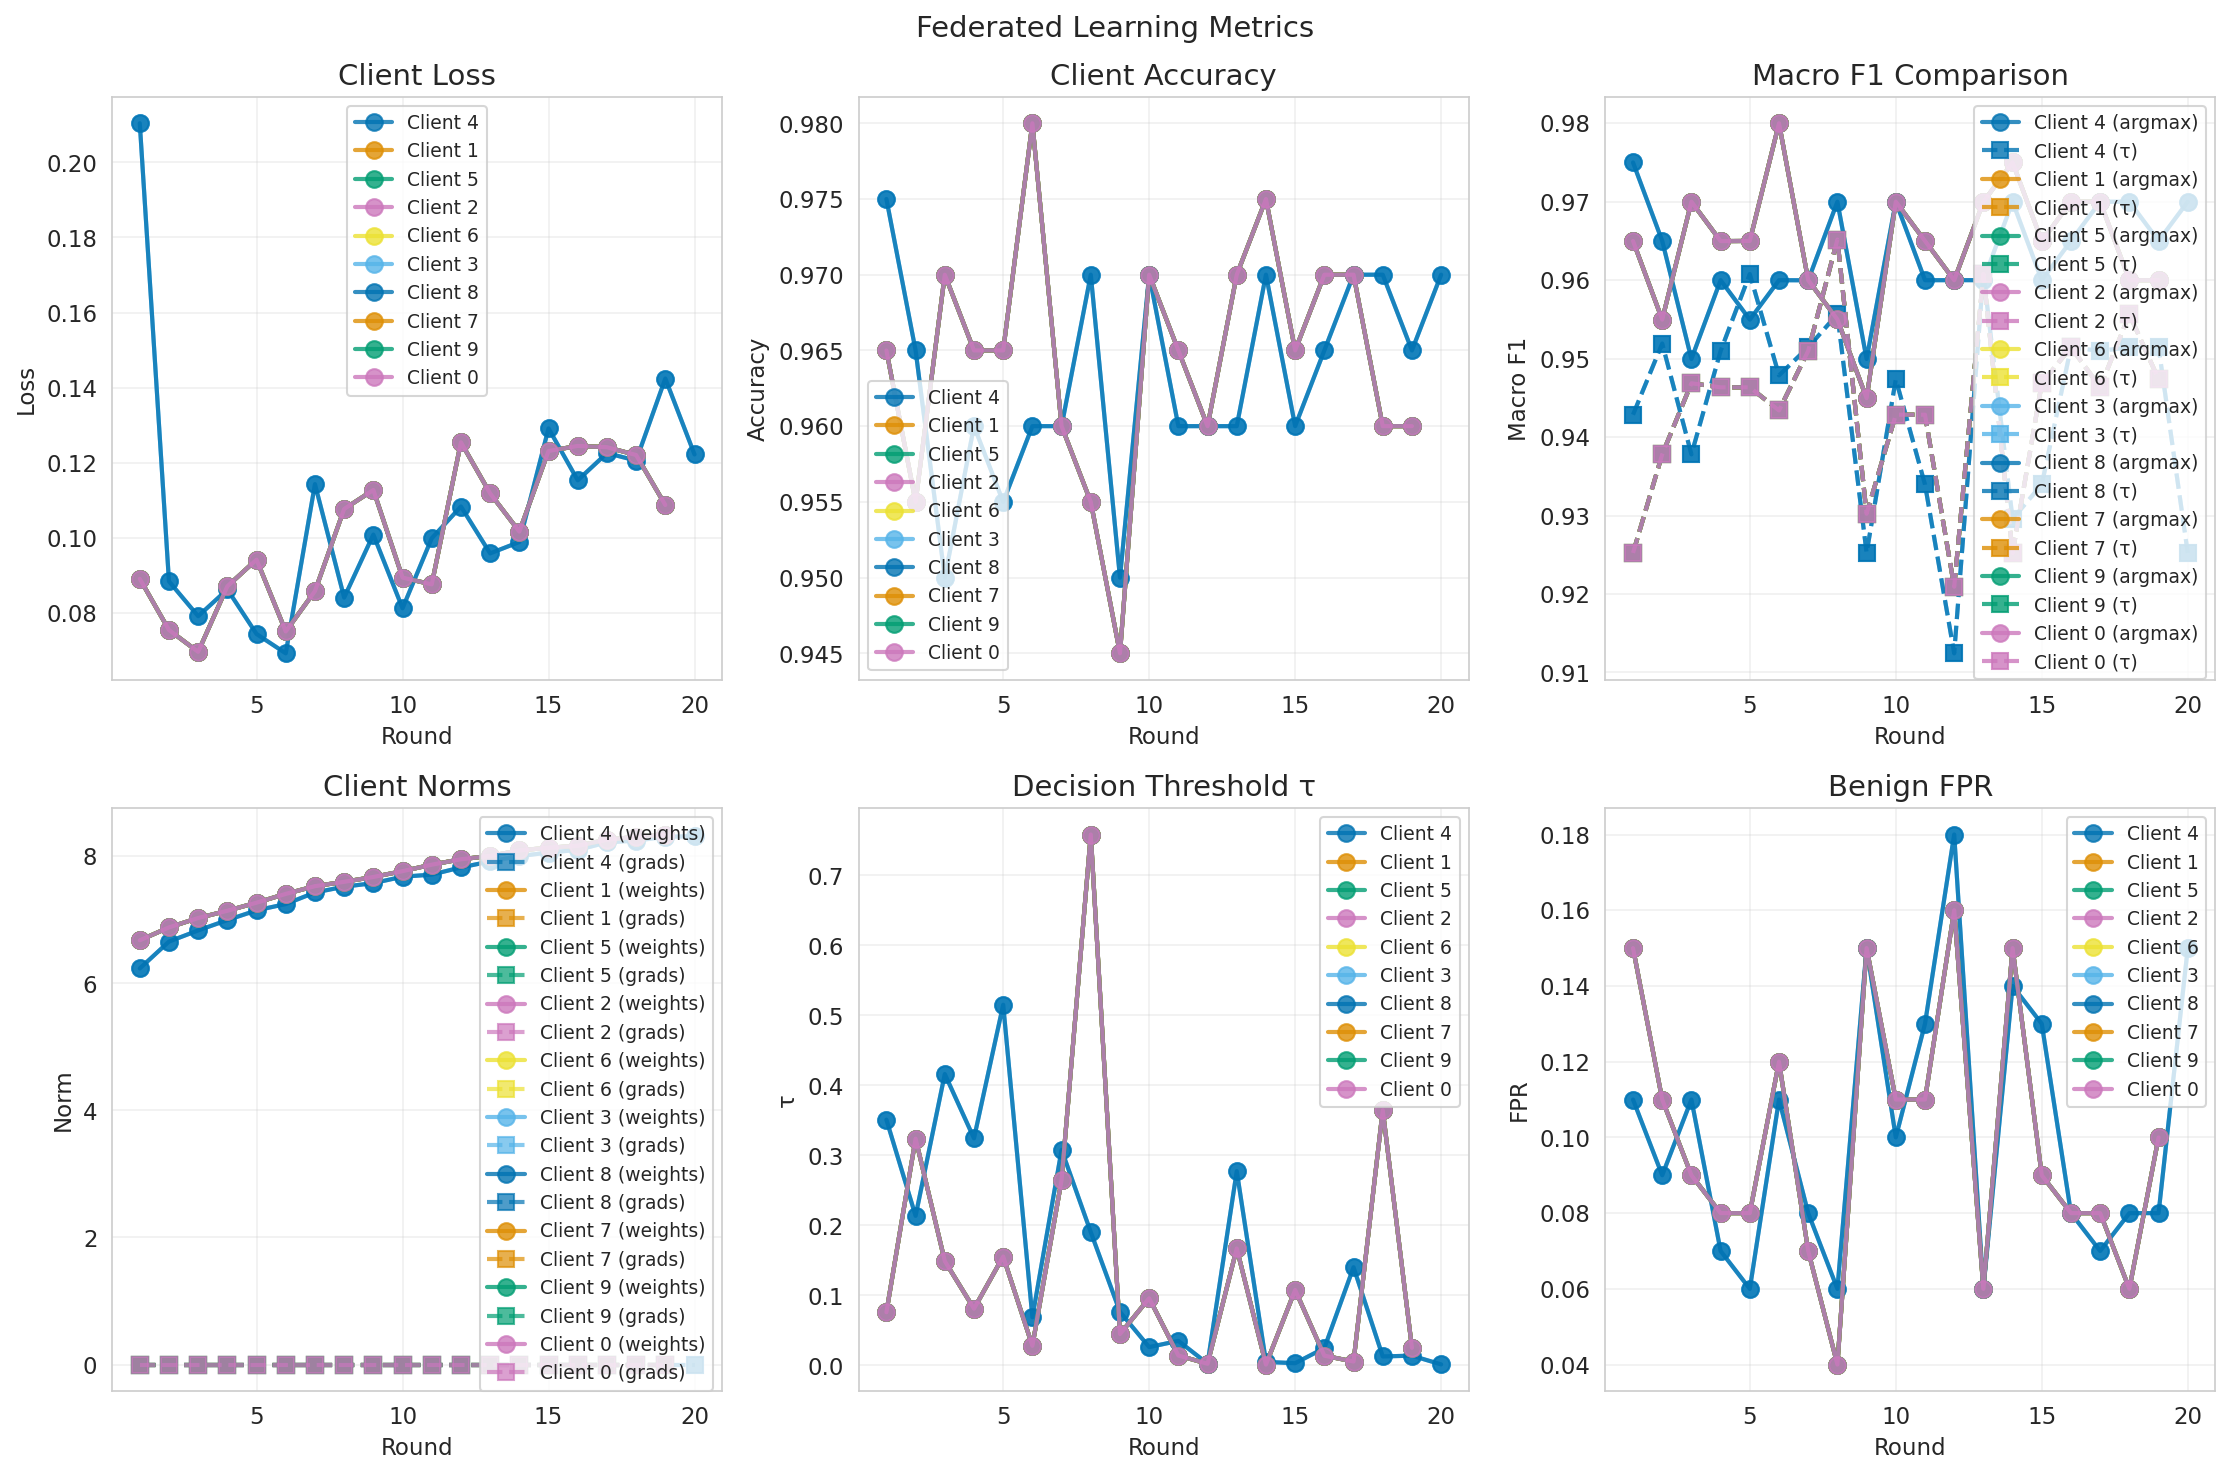 Federated Learning Metrics
Client Loss
Loss
0.20
0.18
0.16
0.14
0.12
0.10
0.08
5
10
15
20
Round
Client 4
Client 1
Client 5
Client 2
Client 6
Client 3
Client 8
Client 7
Client 9
Client 0
Client Accuracy
Accuracy
0.980
0.975
0.970
0.965
0.960
0.955
0.950
0.945
5
10
15
20
Round
Client 4
Client 1
Client 5
Client 2
Client 6
Client 3
Client 8
Client 7
Client 9
Client 0
Macro F1 Comparison
Macro F1
0.98
0.97
0.96
0.95
0.94
0.93
0.92
0.91
5
10
15
20
Round
Client 4 (argmax)
Client 4 (τ)
Client 1 (argmax)
Client 1 (τ)
Client 5 (argmax)
Client 5 (τ)
Client 2 (argmax)
Client 2 (τ)
Client 6 (argmax)
Client 6 (τ)
Client 3 (argmax)
Client 3 (τ)
Client 8 (argmax)
Client 8 (τ)
Client 7 (argmax)
Client 7 (τ)
Client 9 (argmax)
Client 9 (τ)
Client 0 (argmax)
Client 0 (τ)
Client Norms
Norm
8
6
4
2
0
5
10
15
20
Round
Client 4 (weights)
Client 4 (grads)
Client 1 (weights)
Client 1 (grads)
Client 5 (weights)
Client 5 (grads)
Client 2 (weights)
Client 2 (grads)
Client 6 (weights)
Client 6 (grads)
Client 3 (weights)
Client 3 (grads)
Client 8 (weights)
Client 8 (grads)
Client 7 (weights)
Client 7 (grads)
Client 9 (weights)
Client 9 (grads)
Client 0 (weights)
Client 0 (grads)
Decision Threshold τ
τ
0.7
0.6
0.5
0.4
0.3
0.2
0.1
0.0
5
10
15
20
Round
Client 4
Client 1
Client 5
Client 2
Client 6
Client 3
Client 8
Client 7
Client 9
Client 0
Benign FPR
FPR
0.18
0.16
0.14
0.12
0.10
0.08
0.06
0.04
5
10
15
20
Round
Client 4
Client 1
Client 5
Client 2
Client 6
Client 3
Client 8
Client 7
Client 9
Client 0